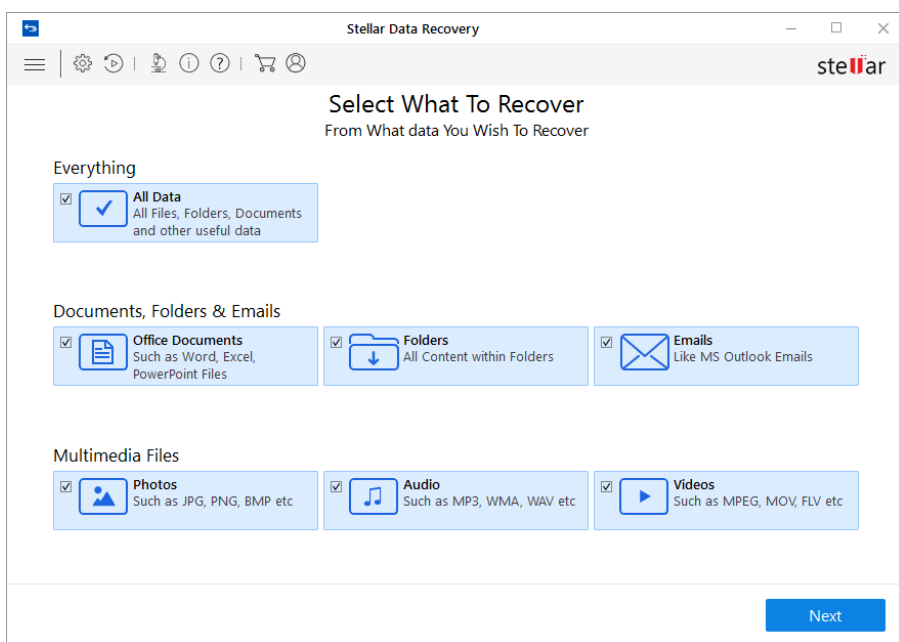 Stellar Data Recovery
stellar
Select What To Recover
From What data You Wish To Recover
Everything
All Data
All Files, Folders, Documents
and other useful data
Documents, Folders & Emails
Office Documents
Such as Word, Excel,
PowerPoint Files
Folders
All Content within Folders
Emails
Like MS Outlook Emails
Multimedia Files
Photos
Such as JPG, PNG, BMP etc
Audio
Such as MP3, WMA, WAV etc
Videos
Such as MPEG, MOV, FLV etc
Next